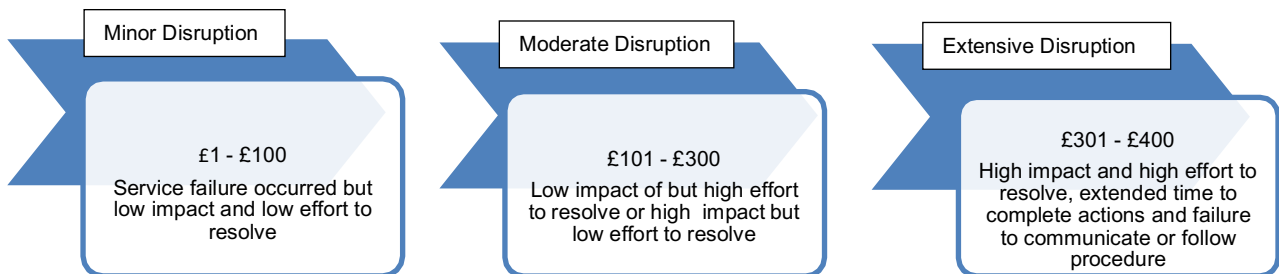 Minor Disruption
£1 - £100
Service failure occurred but
low impact and low effort to
resolve
Moderate Disruption
£101 - £300
Low impact of but high effort
to resolve or high  impact but
low effort to resolve
Extensive Disruption
£301 - £400
High impact and high effort to
resolve, extended time to
complete actions and failure
to communicate or follow
procedure